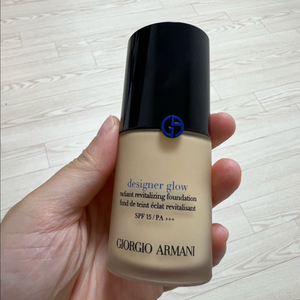 designer glow
radiant revitalizing foundation
fond de teint éclat revitalisant
SPF 15/PA +++
GIORGIO ARMANI